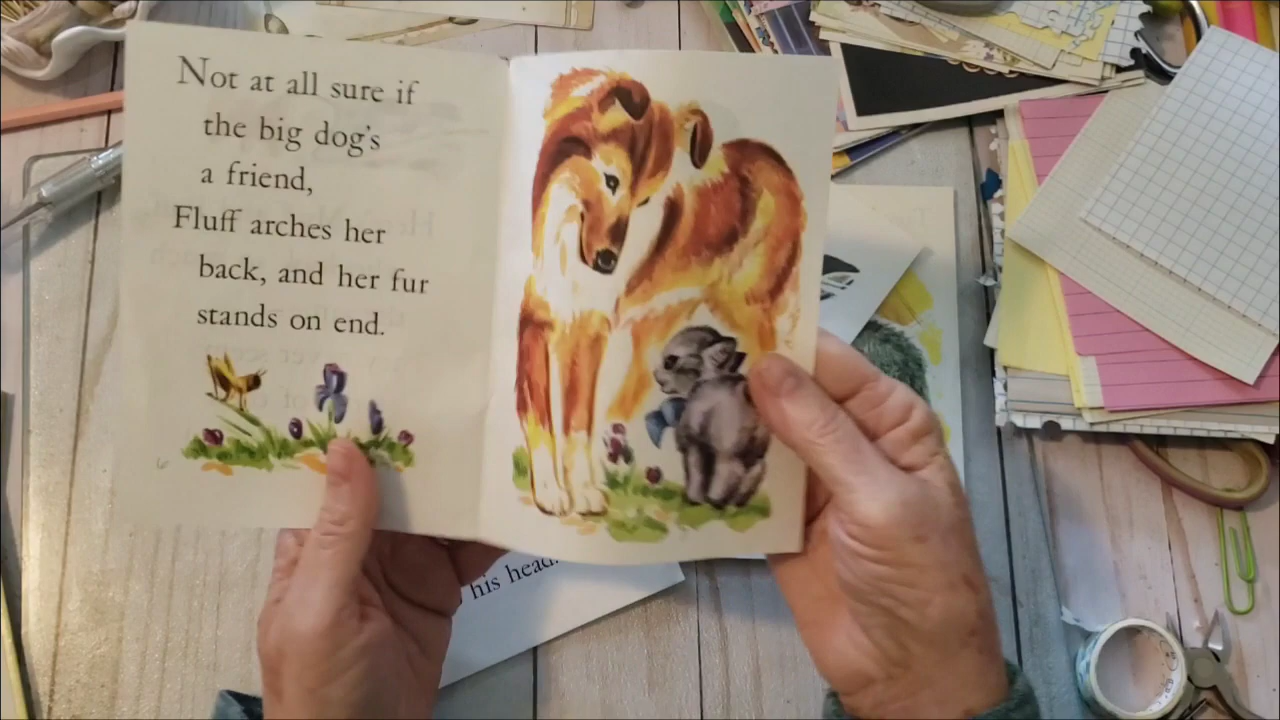 Not at all sure if
the big dog's
a friend,
Fluff arches her
back, and her fur
stands on end.
6
his head.